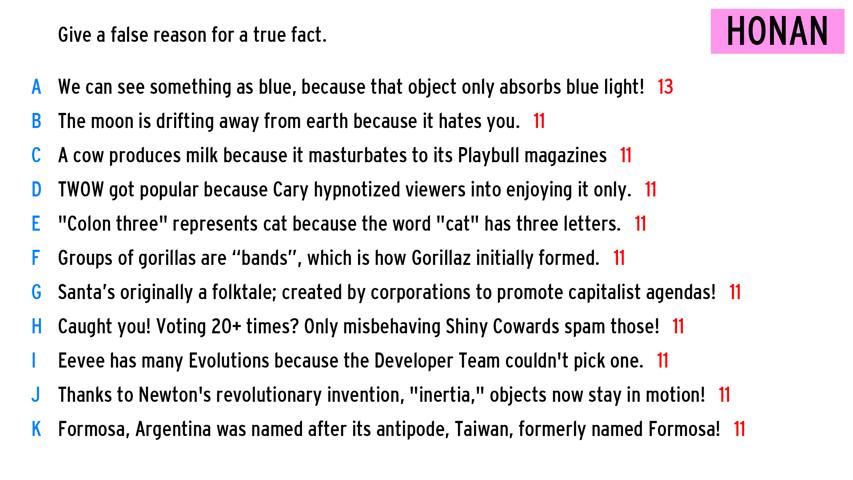 Give a false reason for a true fact.
HONAN
A We can see something as blue, because that object only absorbs blue light! 13
B The moon is drifting away from earth because it hates you. 11
C A cow produces milk because it masturbates to its Playbull magazines 11
D TWOW got popular because Cary hypnotized viewers into enjoying it only. 11
E "Colon three" represents cat because the word "cat" has three letters. 11
F Groups of gorillas are “bands”, which is how Gorillaz initially formed. 11
G Santa’s originally a folktale; created by corporations to promote capitalist agendas! 11
H Caught you! Voting 20+ times? Only misbehaving Shiny Cowards spam those! 11
I Eevee has many Evolutions because the Developer Team couldn't pick one. 11
J Thanks to Newton's revolutionary invention, "inertia," objects now stay in motion! 11
K Formosa, Argentina was named after its antipode, Taiwan, formerly named Formosa! 11